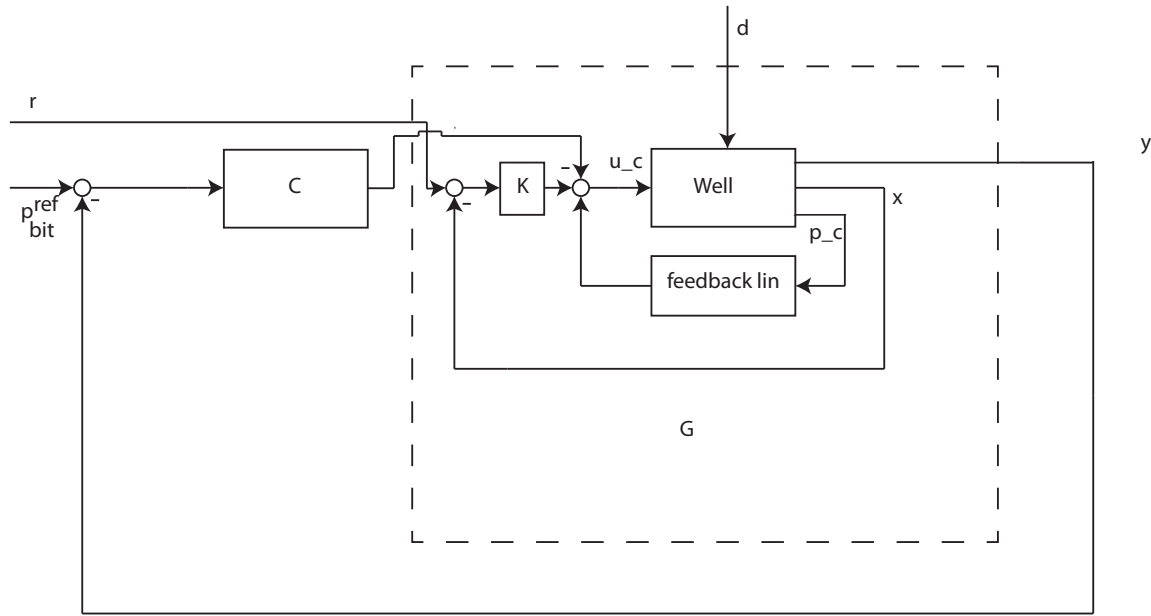 d
r
y
–
u_c
C
K
Well
x
–
–
p^ref
bit
p_c
feedback lin
G